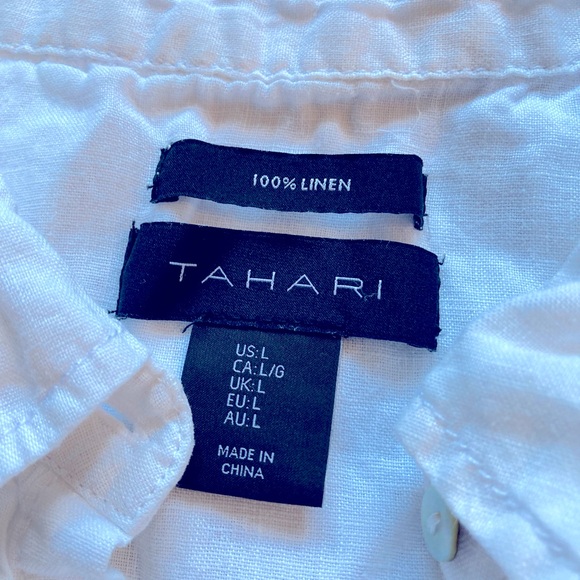 100% LINEN
TAHARI
US:L
CA:L/G
UK:L
EU:L
AU:L
MADE IN
CHINA